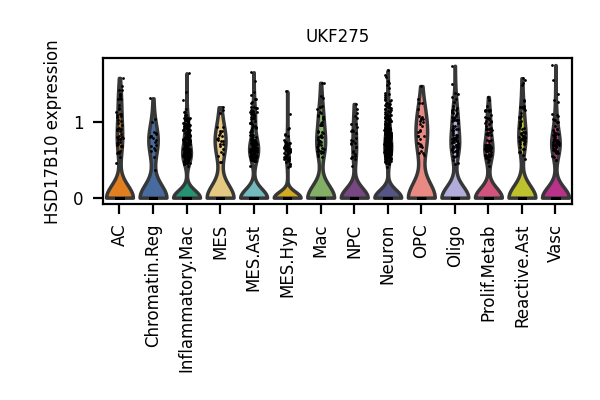 UKF275
HSD17B10 expression
1
0
AC
Chromatin.Reg
Inflammatory.Mac
MES
MES.Ast
MES.Hyp
Mac
NPC
Neuron
OPC
Oligo
Prolif.Metab
Reactive.Ast
Vasc